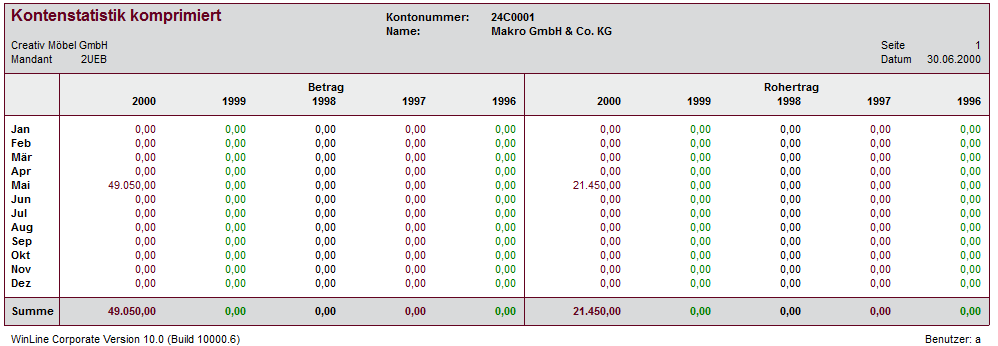 Kontenstatistik komprimiert Kontonummer: 24C0001
Name: Makro GmbH & Co. KG
Creativ Möbel GmbH Seite 1
Mandant 2UEB Datum 30.06.2000
Betrag Rohertrag
2000 1999 1998 1997 1996 2000 1999 1998 1997 1996
Jan 0,00 0,00 0,00 0,00 0,00 0,00 0,00 0,00 0,00 0,00
Feb 0,00 0,00 0,00 0,00 0,00 0,00 0,00 0,00 0,00 0,00
Mär 0,00 0,00 0,00 0,00 0,00 0,00 0,00 0,00 0,00 0,00
Apr 0,00 0,00 0,00 0,00 0,00 0,00 0,00 0,00 0,00 0,00
Mai 49.050,00 0,00 0,00 0,00 0,00 21.450,00 0,00 0,00 0,00 0,00
Jun 0,00 0,00 0,00 0,00 0,00 0,00 0,00 0,00 0,00 0,00
Jul 0,00 0,00 0,00 0,00 0,00 0,00 0,00 0,00 0,00 0,00
Aug 0,00 0,00 0,00 0,00 0,00 0,00 0,00 0,00 0,00 0,00
Sep 0,00 0,00 0,00 0,00 0,00 0,00 0,00 0,00 0,00 0,00
Okt 0,00 0,00 0,00 0,00 0,00 0,00 0,00 0,00 0,00 0,00
Nov 0,00 0,00 0,00 0,00 0,00 0,00 0,00 0,00 0,00 0,00
Dez 0,00 0,00 0,00 0,00 0,00 0,00 0,00 0,00 0,00 0,00
Summe 49.050,00 0,00 0,00 0,00 0,00 21.450,00 0,00 0,00 0,00 0,00
WinLine Corporate Version 10.0 (Build 10000.6) Benutzer: a